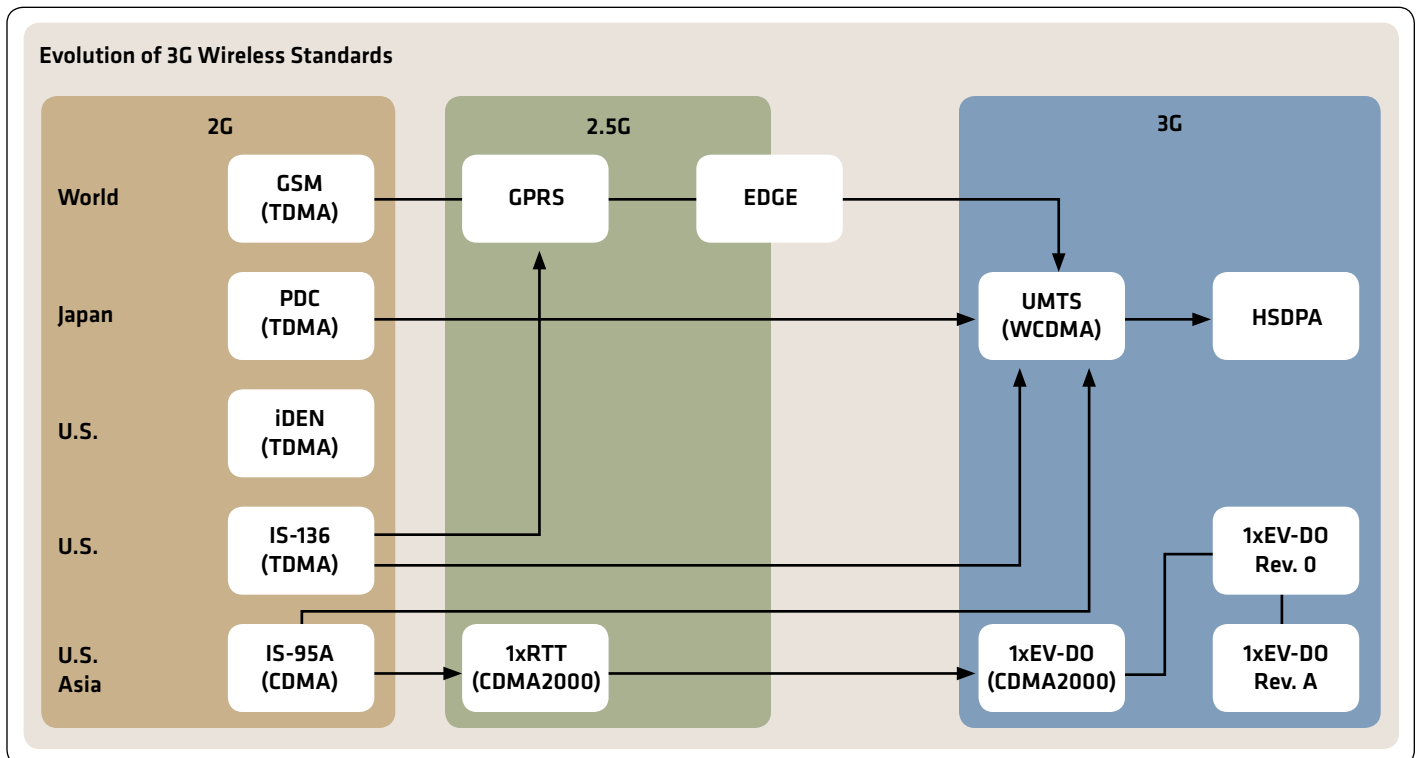 Evolution of 3G Wireless Standards
2G
2.5G
3G
World
GSM
(TDMA)
GPRS
EDGE
Japan
PDC
(TDMA)
UMTS
(WCDMA)
HSDPA
U.S.
iDEN
(TDMA)
U.S.
IS-136
(TDMA)
1xEV-DO
Rev. 0
U.S.
Asia
IS-95A
(CDMA)
1xRTT
(CDMA2000)
1xEV-DO
(CDMA2000)
1xEV-DO
Rev. A